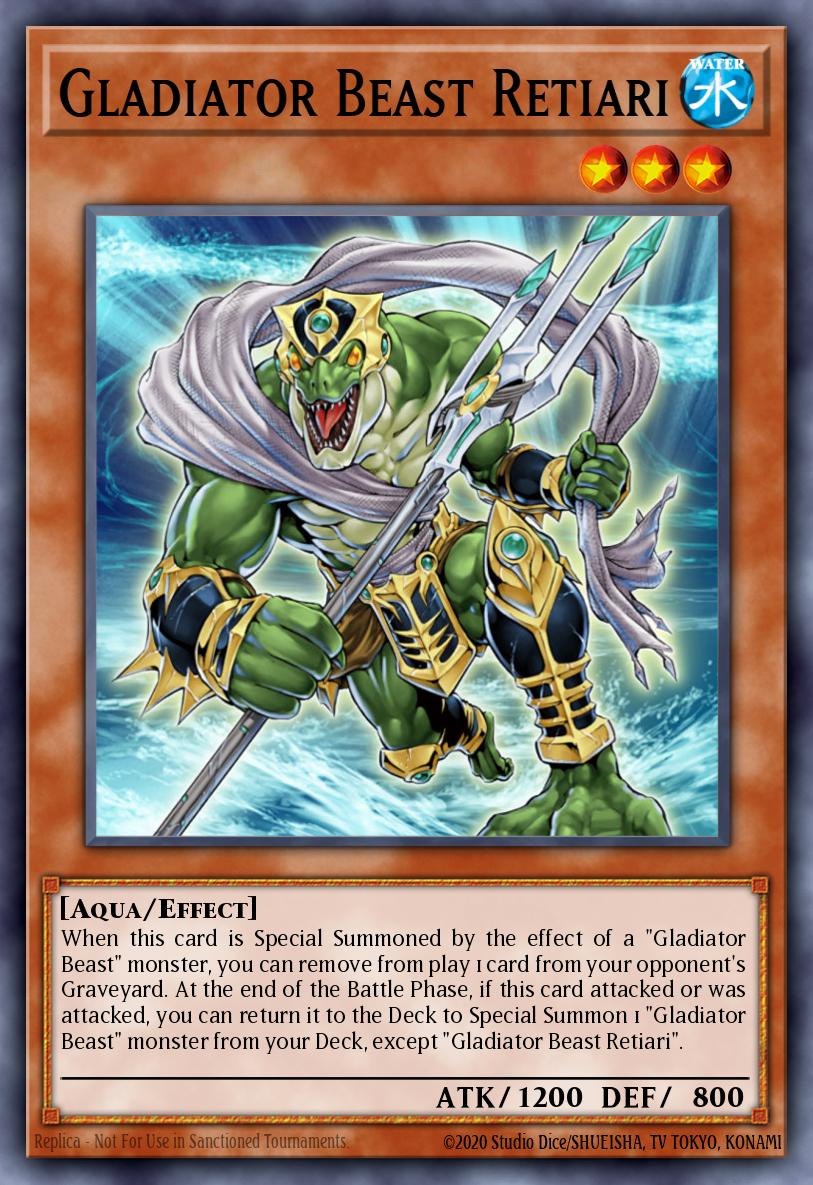 Gladiator Beast Retiari
WATER
水
[Aqua/Effect]
When this card is Special Summoned by the effect of a "Gladiator
Beast" monster, you can remove from play 1 card from your opponent's
Graveyard. At the end of the Battle Phase, if this card attacked or was
attacked, you can return it to the Deck to Special Summon 1 "Gladiator
Beast" monster from your Deck, except "Gladiator Beast Retiari".
ATK/1200 DEF/ 800
Replica - Not For Use in Sanctioned Tournaments.
©2020 Studio Dice/SHUEISHA, TV TOKYO, KONAMI